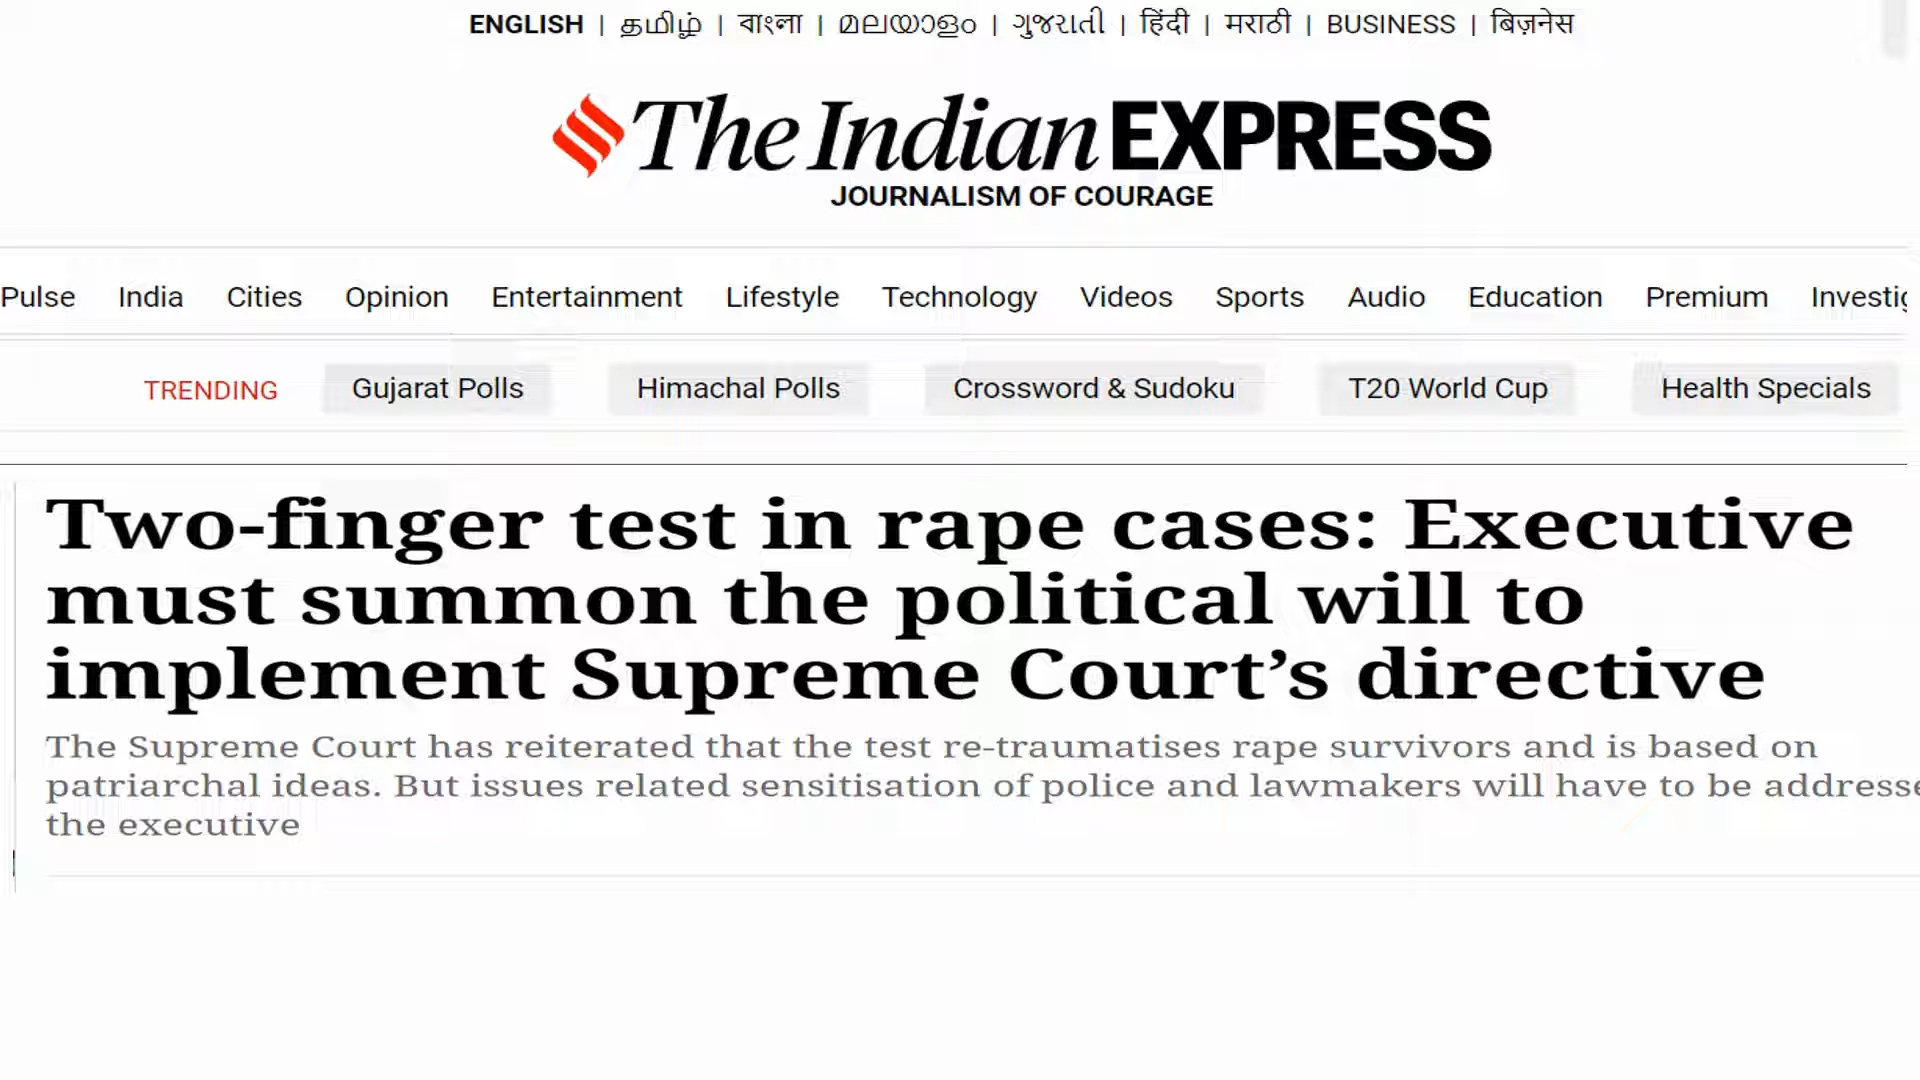 ENGLISH | தமிழ் | বাংলা | മലയാളം | ગુજરાતી | हिंदी | मराठी | BUSINESS | बिज़नेस
The Indian EXPRESS
JOURNALISM OF COURAGE
Pulse India Cities Opinion Entertainment Lifestyle Technology Videos Sports Audio Education Premium Investig
TRENDING Gujarat Polls Himachal Polls Crossword & Sudoku T20 World Cup Health Specials
Two-finger test in rape cases: Executive
must summon the political will to
implement Supreme Court’s directive
The Supreme Court has reiterated that the test re-traumatises rape survivors and is based on
patriarchal ideas. But issues related sensitisation of police and lawmakers will have to be addresse
the executive